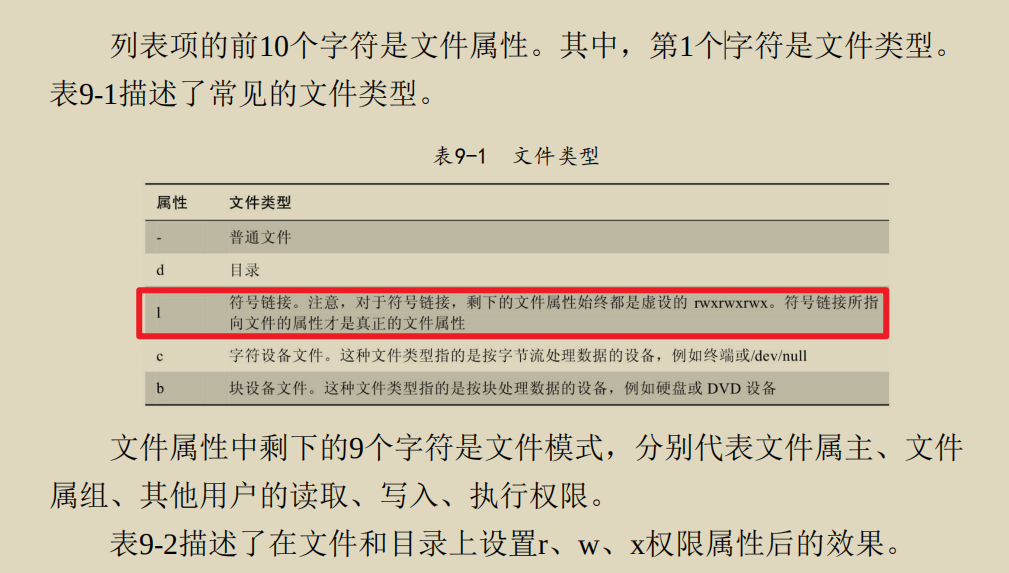 列表项的前10个字符是文件属性。其中，第1个字符是文件类型。
表9-1描述了常见的文件类型。
表9-1 文件类型
属性 文件类型
- 普通文件
d 目录
l 符号链接。注意，对于符号链接，剩下的文件属性始终都是虚设的 rwxrwxrwx。符号链接所指
向文件的属性才是真正的文件属性
c 字符设备文件。这种文件类型指的是按字节流处理数据的设备，例如终端或/dev/null
b 块设备文件。这种文件类型指的是按块处理数据的设备，例如硬盘或 DVD 设备
文件属性中剩下的9个字符是文件模式，分别代表文件属主、文件
属组、其他用户的读取、写入、执行权限。
表9-2描述了在文件和目录上设置r、w、x权限属性后的效果。